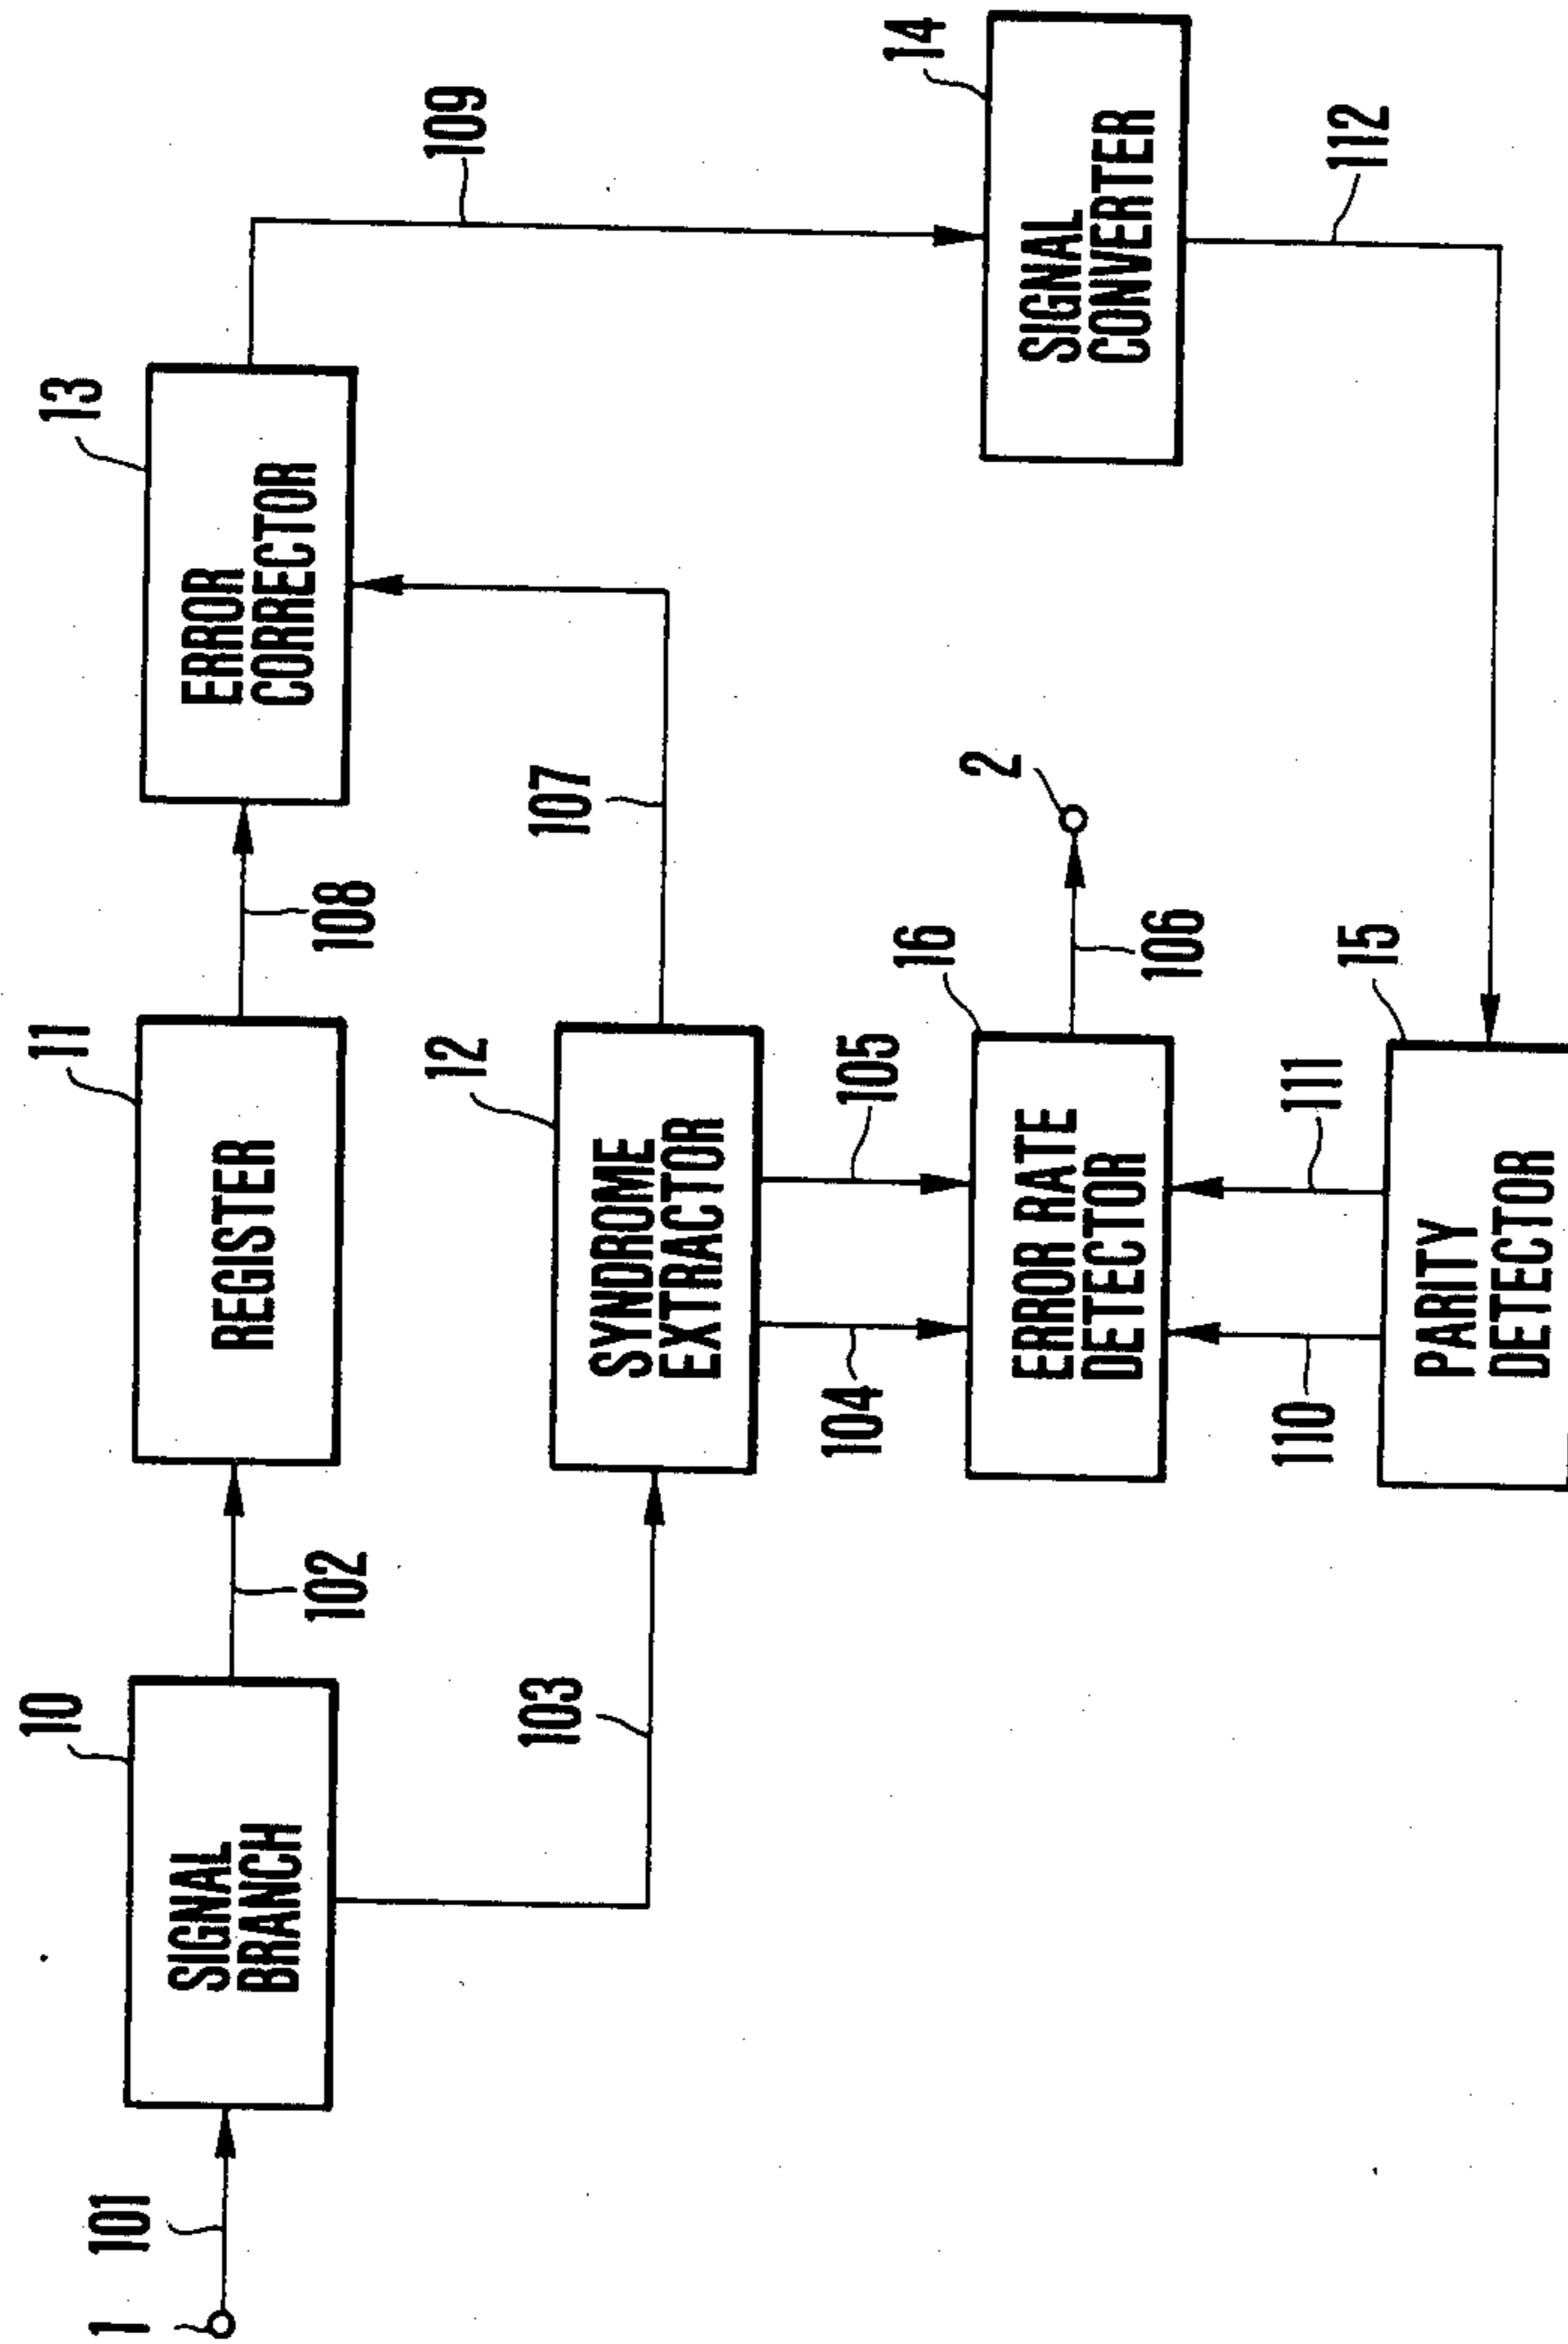 1
101
10
SIGNAL
BRANCH
102
11
REGISTER
108
13
ERROR
CORRECTOR
109
103
12
SYNDROME
EXTRACTOR
107
104
105
16
ERROR RATE
DETECTOR
106
2
14
SIGNAL
CONVERTER
112
110
111
15
PARITY
DETECTOR